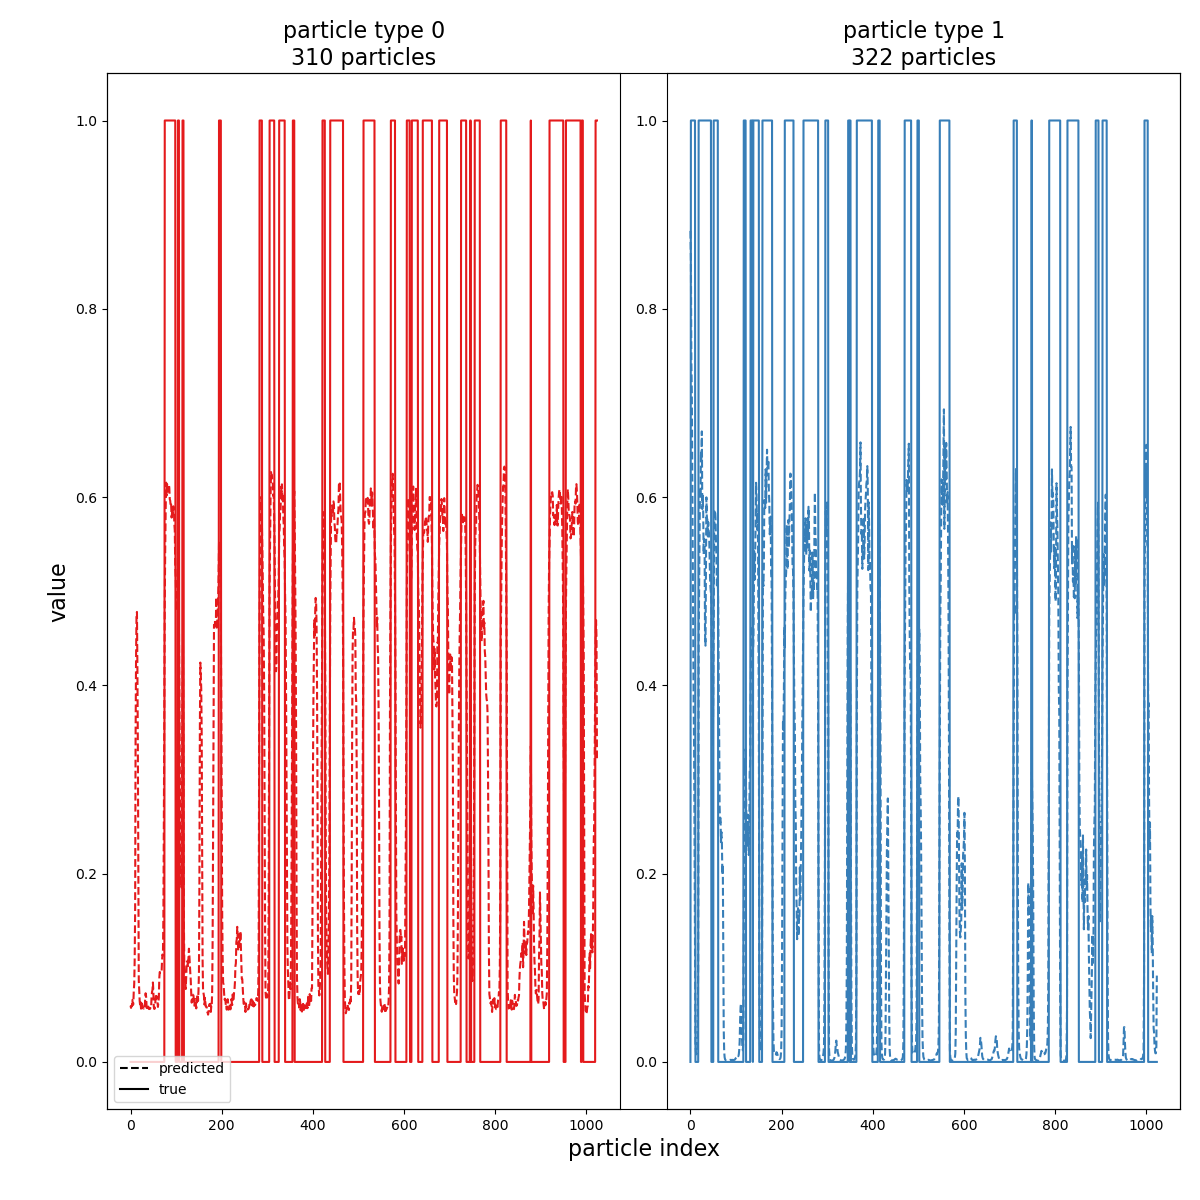 particle type 0
310 particles
particle type 1
322 particles
1.0
0.8
0.6
0.4
0.2
0.0
1.0
0.8
0.6
0.4
0.2
0.0
value
predicted
true
0 200 400 600 800 1000
0 200 400 600 800 1000
particle index